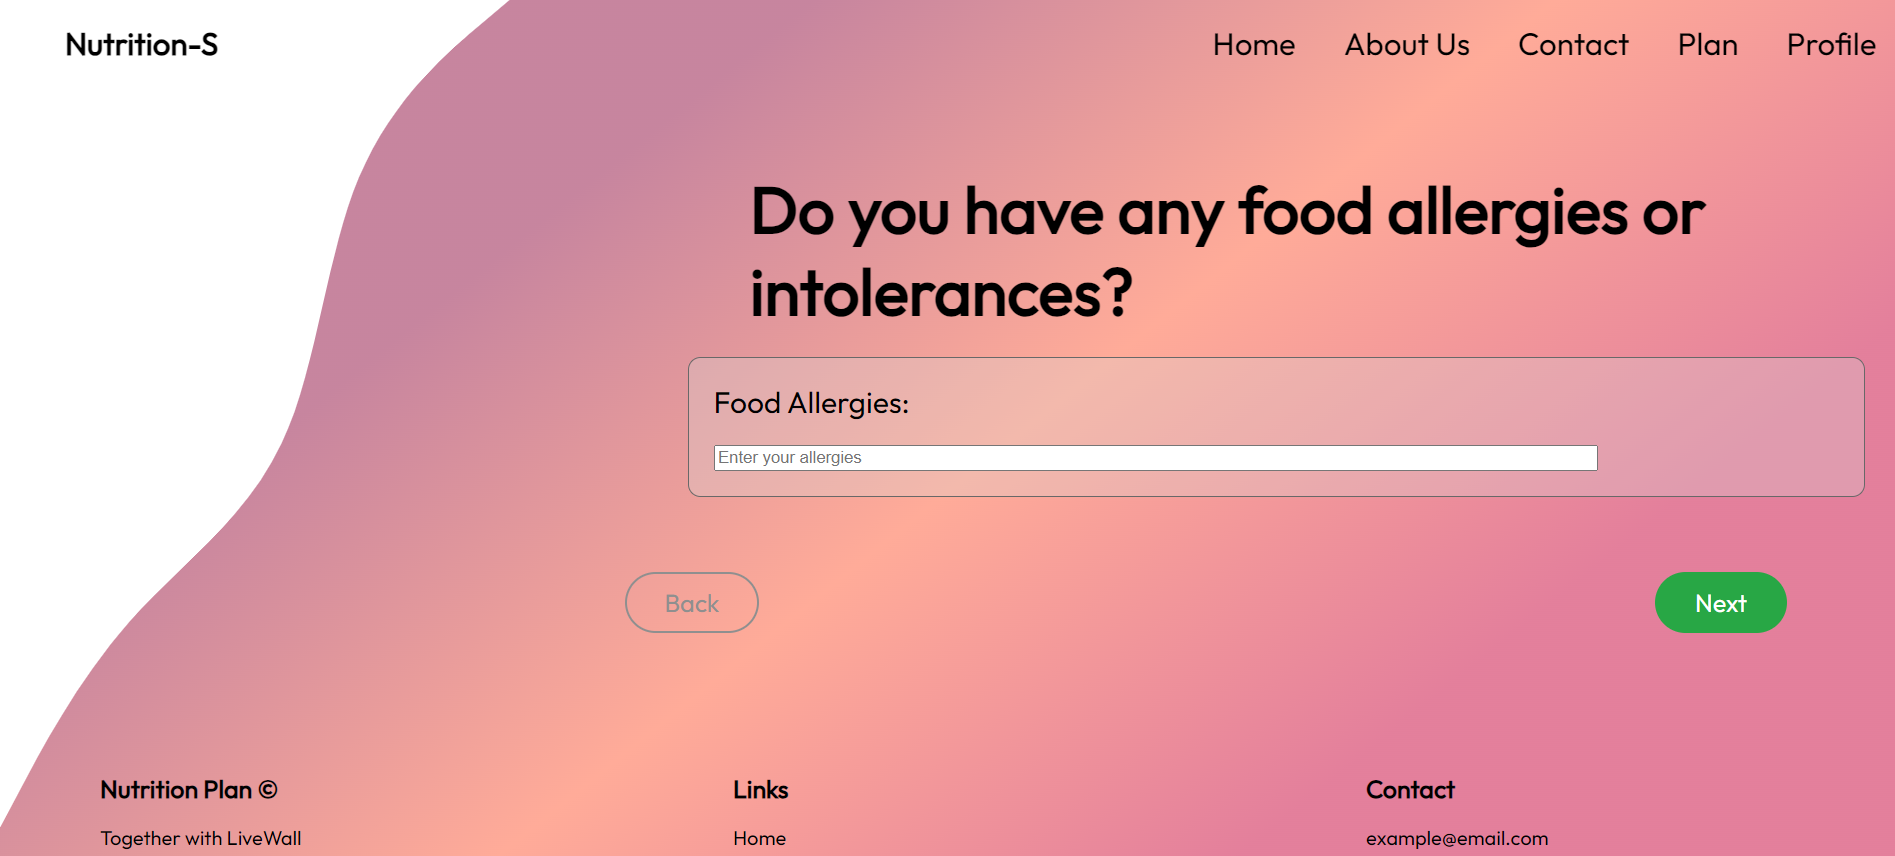 Nutrition-S
Home
About Us
Contact
Plan
Profile
Do you have any food allergies or
intolerances?
Food Allergies:
Enter your allergies
Back
Next
Nutrition Plan ©
Together with LiveWall
Links
Home
Contact
example@email.com